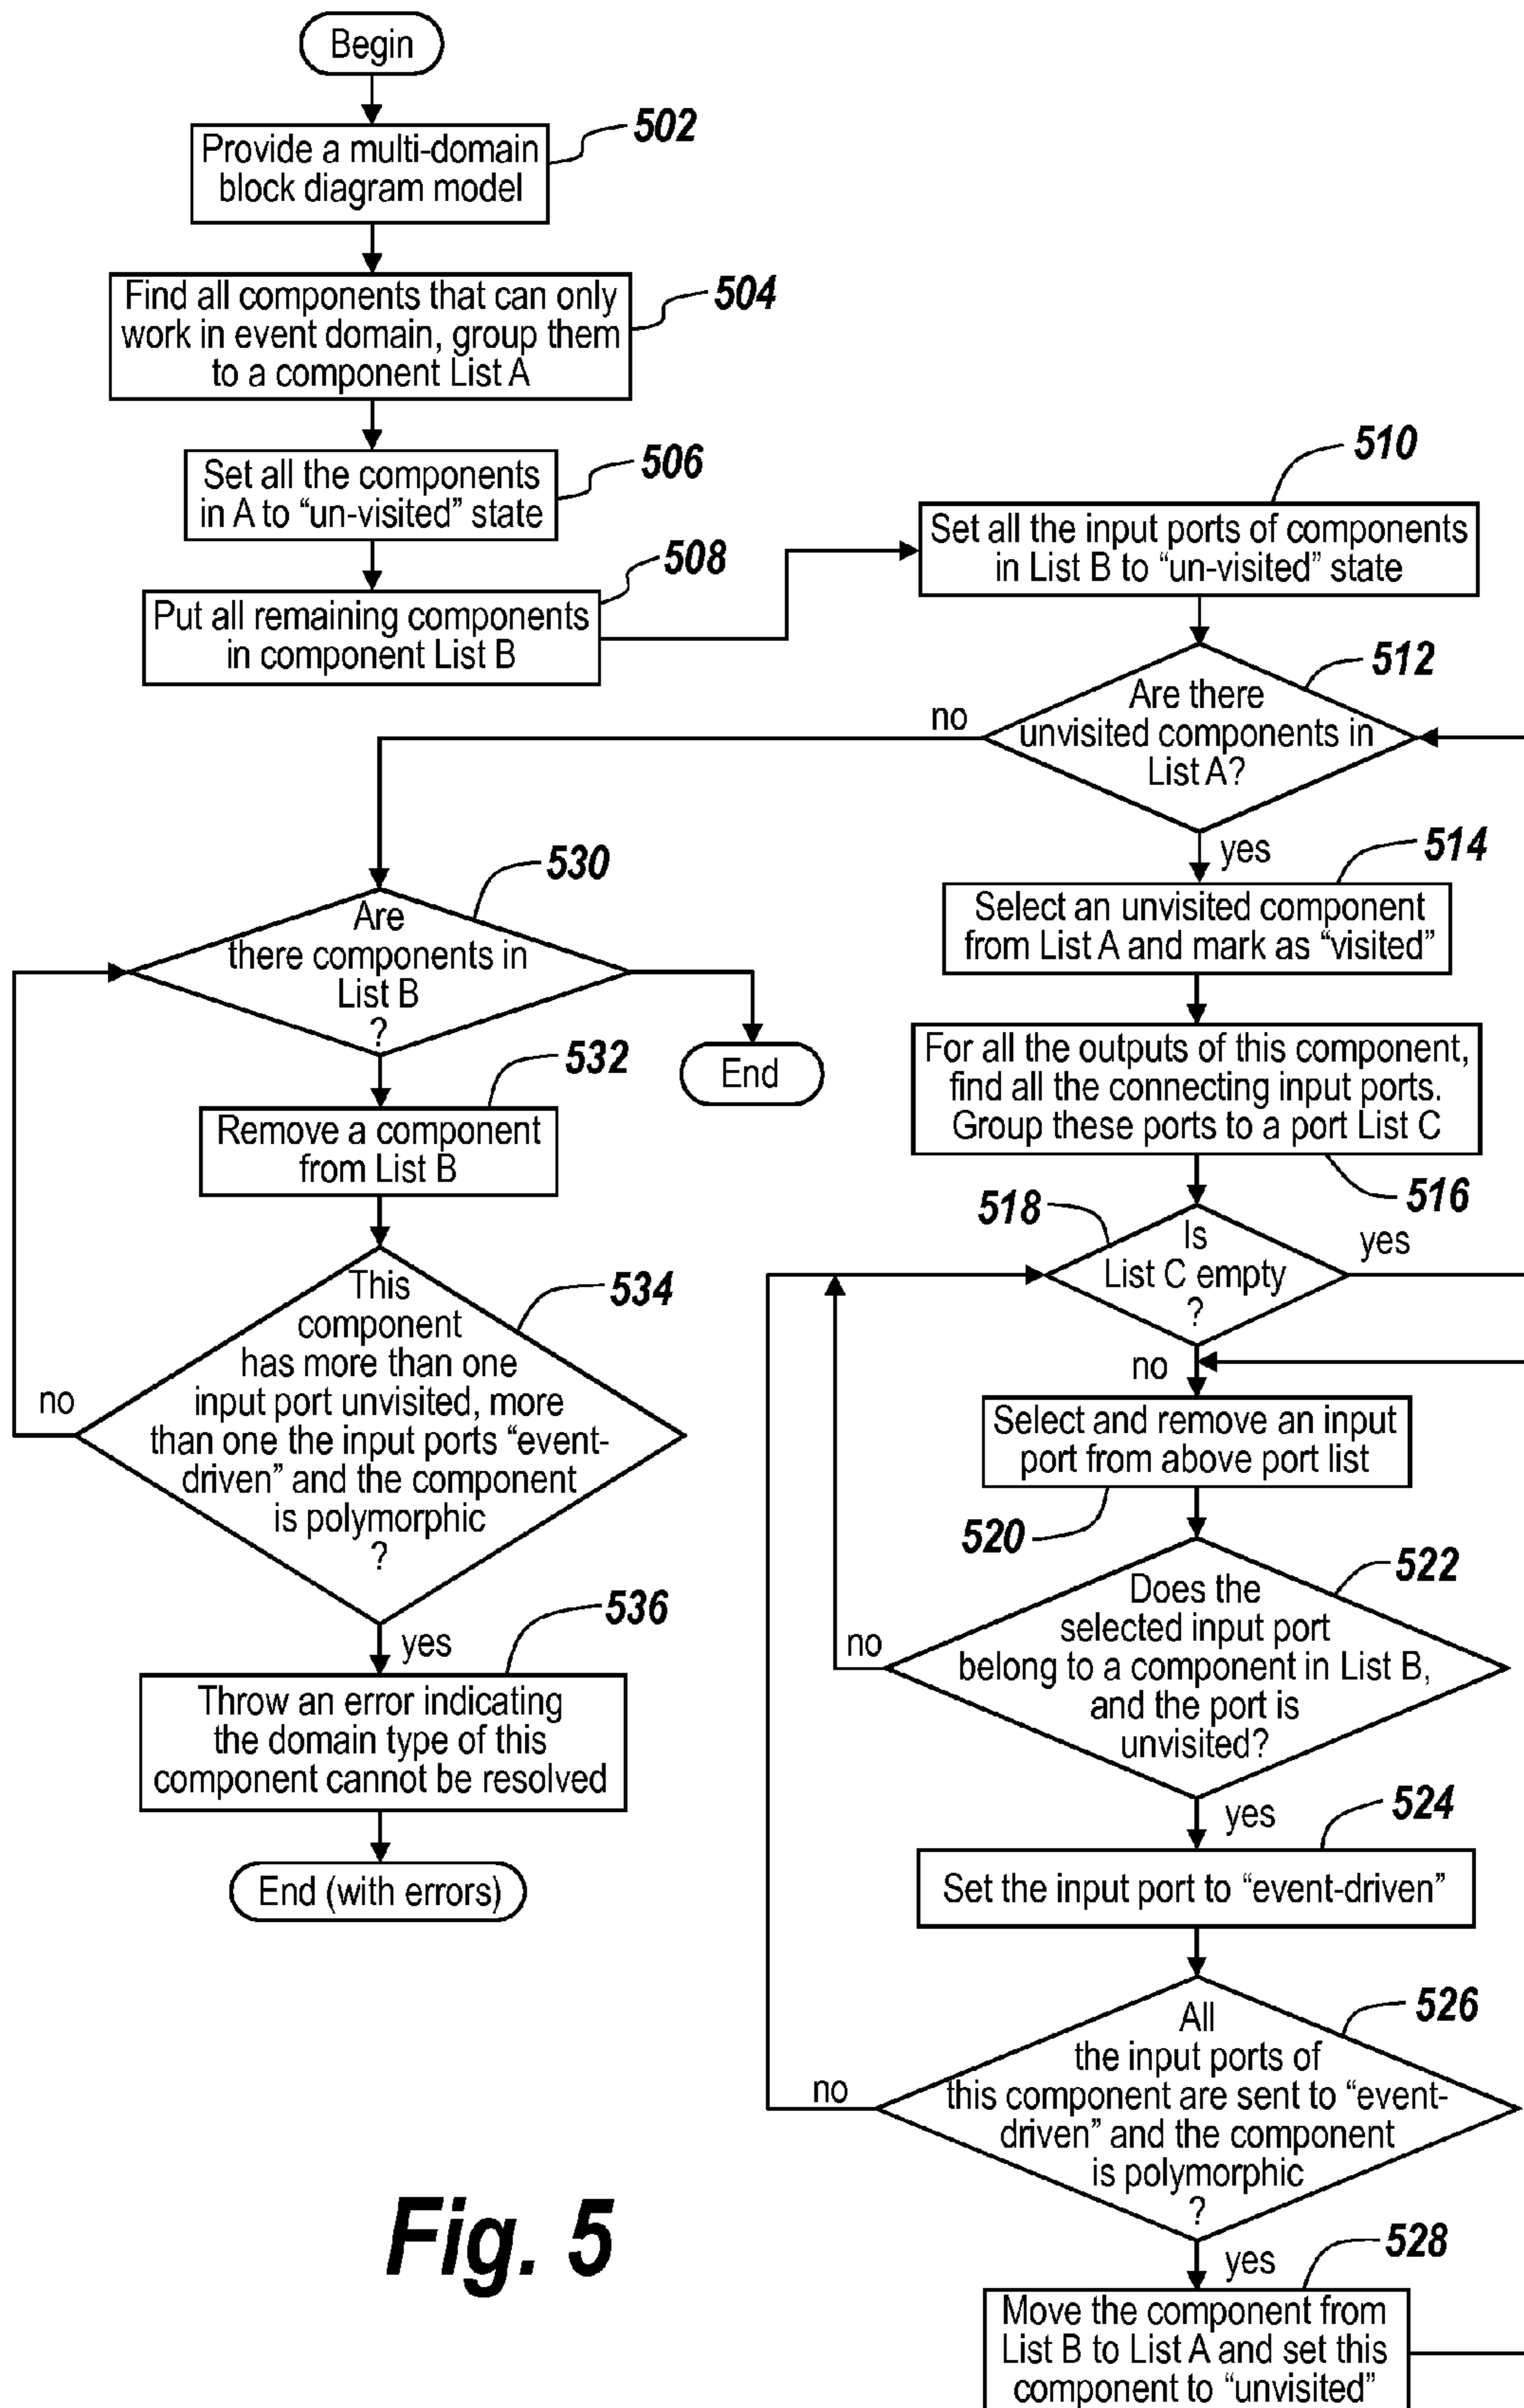 Begin
502
Provide a multi-domain
block diagram model
504
Find all components that can only
work in event domain, group them
to a component List A
506
Set all the components
in A to “un-visited” state
508
Put all remaining components
in component List B
510
Set all the input ports of components
in List B to “un-visited” state
512
Are there
unvisited components in
List A?
no
yes
514
Select an unvisited component
from List A and mark as “visited”
For all the outputs of this component,
find all the connecting input ports.
Group these ports to a port List C
516
518
Is
List C empty
?
yes
no
Select and remove an input
port from above port list
520
522
Does the
selected input port
belong to a component in List B,
and the port is
unvisited?
no
yes
524
Set the input port to “event-driven”
526
All
the input ports of
this component are sent to “event-
driven” and the component
is polymorphic
?
no
yes
528
Move the component from
List B to List A and set this
component to “unvisited”
530
Are
there components in
List B
?
End
532
Remove a component
from List B
534
This
component
has more than one
input port unvisited, more
than one the input ports “event-
driven” and the component
is polymorphic
?
no
yes
536
Throw an error indicating
the domain type of this
component cannot be resolved
End (with errors)
Fig. 5